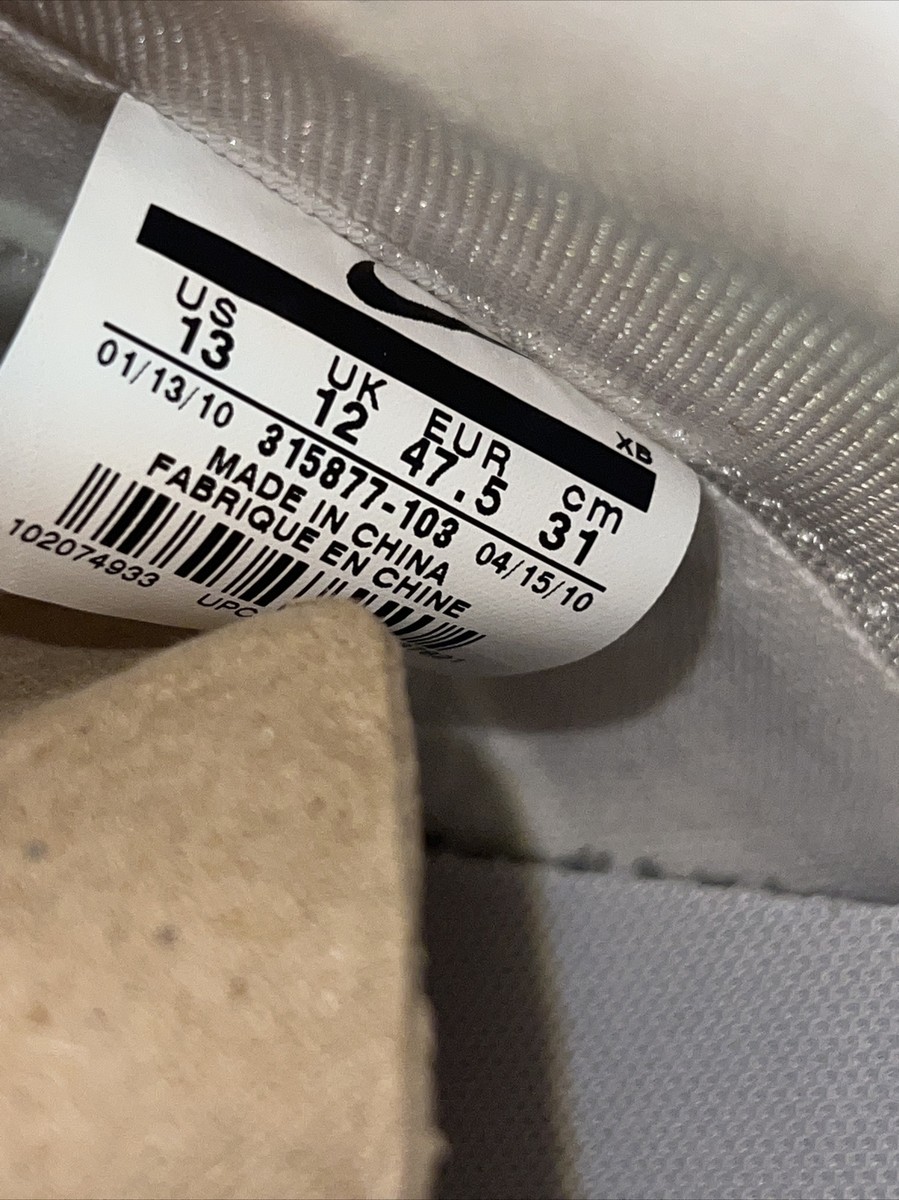 XB
US UK EUR cm
13 12 47.5 31
01/13/10 315877-103 04/15/10
MADE IN CHINA
FABRIQUE EN CHINE
102074933
UPC